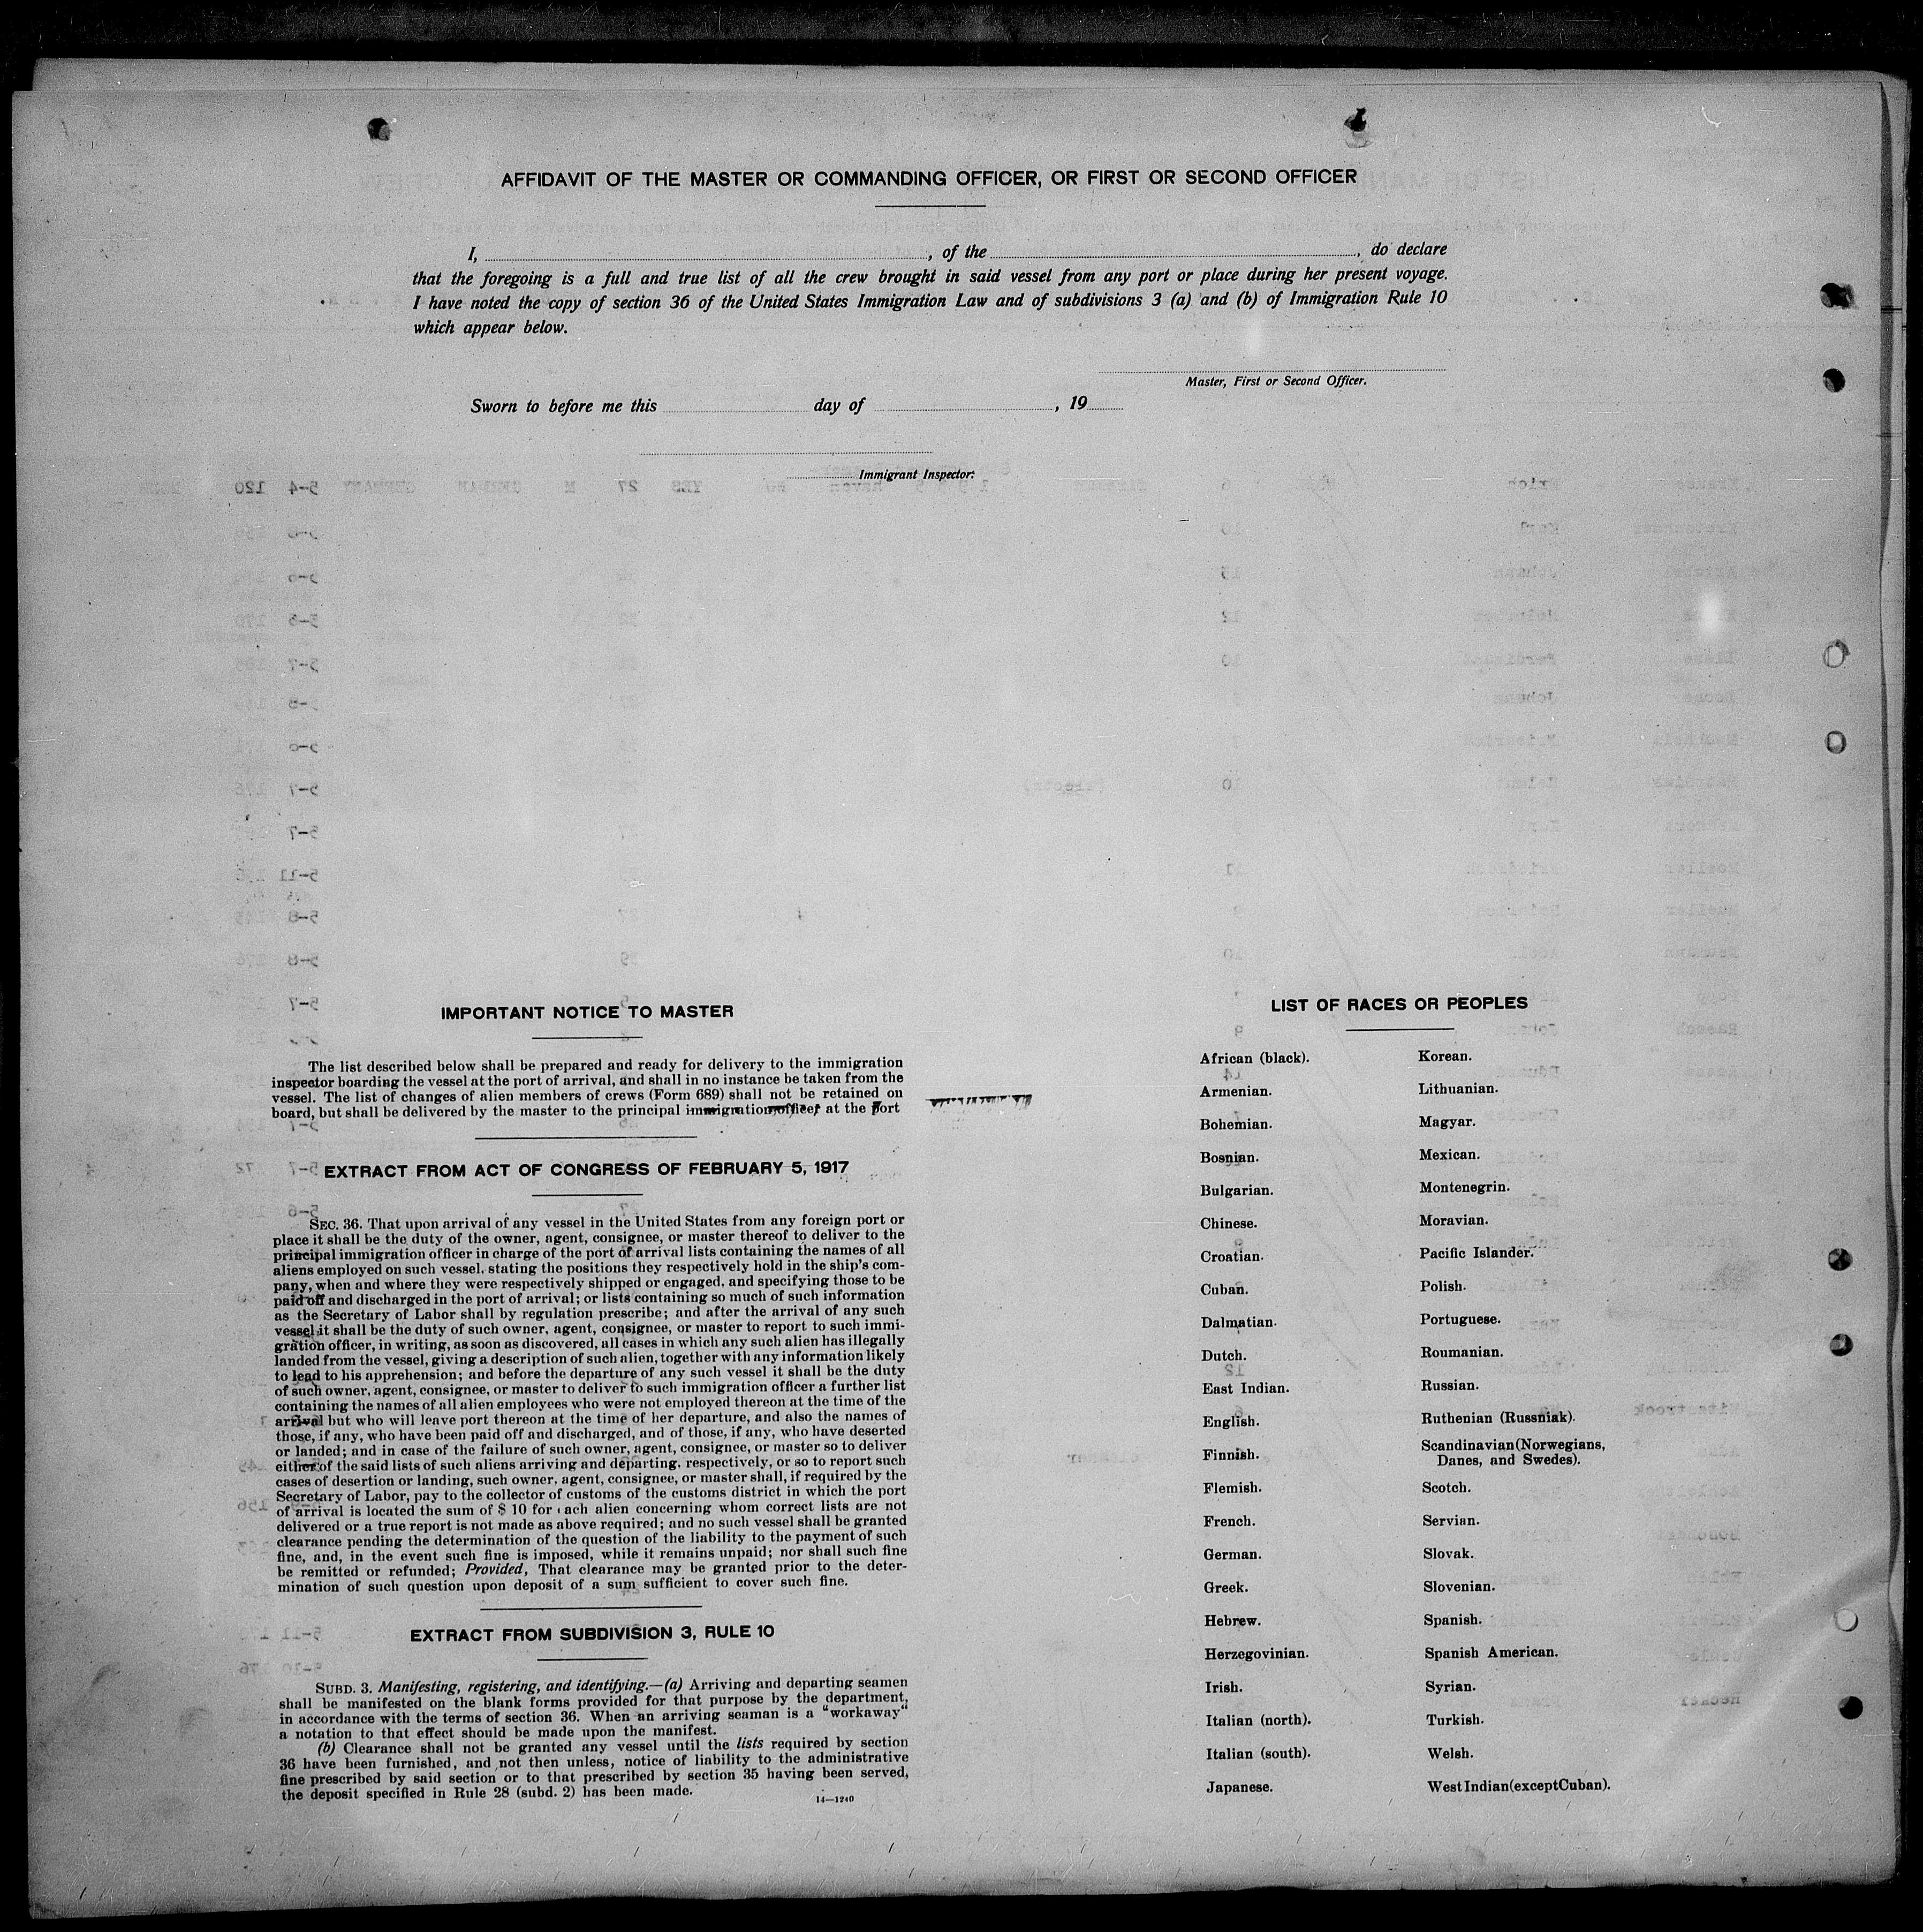 AFFIDAVIT OF THE MASTER OR COMMANDING OFFICER, OR FIRST OR SECOND OFFICER
I, , of the , do declare
that the foregoing is a full and true list of all the crew brought in said vessel from any port or place during her present voyage.
I have noted the copy of section 36 of the United States Immigration Law and of subdivisions 3 (a) and (b) of Immigration Rule 10
which appear below.
Master, First or Second Officer.
Sworn to before me this day of , 19
Immigrant Inspector.
IMPORTANT NOTICE TO MASTER
The list described below shall be prepared and ready for delivery to the immigration
inspector boarding the vessel at the port of arrival, and shall in no instance be taken from the
vessel. The list of changes of alien members of crews (Form 689) shall not be retained on
board, but shall be delivered by the master to the principal immigration officer at the port
EXTRACT FROM ACT OF CONGRESS OF FEBRUARY 5, 1917
SEC. 36. That upon arrival of any vessel in the United States from any foreign port or
place it shall be the duty of the owner, agent, consignee, or master thereof to deliver to the
principal immigration officer in charge of the port of arrival lists containing the names of all
aliens employed on such vessel, stating the positions they respectively hold in the ship's com-
pany, when and where they were respectively shipped or engaged, and specifying those to be
paid off and discharged in the port of arrival; or lists containing so much of such information
as the Secretary of Labor shall by regulation prescribe; and after the arrival of any such
vessel it shall be the duty of such owner, agent, consignee, or master to report to such immi-
gration officer, in writing, as soon as discovered, all cases in which any such alien has illegally
landed from the vessel, giving a description of such alien, together with any information likely
to lead to his apprehension; and before the departure of any such vessel it shall be the duty
of such owner, agent, consignee, or master to deliver to such immigration officer a further list
containing the names of all alien employees who were not employed thereon at the time of the
arrival but who will leave port thereon at the time of her departure, and also the names of
those, if any, who have been paid off and discharged, and of those, if any, who have deserted
or landed; and in case of the failure of such owner, agent, consignee, or master so to deliver
either of the said lists of such aliens arriving and departing, respectively, or so to report such
cases of desertion or landing, such owner, agent, consignee, or master shall, if required by the
Secretary of Labor, pay to the collector of customs of the customs district in which the port
of arrival is located the sum of $ 10 for each alien concerning whom correct lists are not
delivered or a true report is not made as above required; and no such vessel shall be granted
clearance pending the determination of the question of the liability to the payment of such
fine, and, in the event such fine is imposed, while it remains unpaid; nor shall such fine
be remitted or refunded; Provided, That clearance may be granted prior to the deter-
mination of such question upon deposit of a sum sufficient to cover such fine.
EXTRACT FROM SUBDIVISION 3, RULE 10
SUBD. 3. Manifesting, registering, and identifying.—(a) Arriving and departing seamen
shall be manifested on the blank forms provided for that purpose by the department,
in accordance with the terms of section 36. When an arriving seaman is a "workaway"
a notation to that effect should be made upon the manifest.
(b) Clearance shall not be granted any vessel until the lists required by section
36 have been furnished, and not then unless, notice of liability to the administrative
fine prescribed by said section or to that prescribed by section 35 having been served,
the deposit specified in Rule 28 (subd. 2) has been made.
14—1240
LIST OF RACES OR PEOPLES
African (black).
Armenian.
Bohemian.
Bosnian.
Bulgarian.
Chinese.
Croatian.
Cuban.
Dalmatian.
Dutch.
East Indian.
English.
Finnish.
Flemish.
French.
German.
Greek.
Hebrew.
Herzegovinian.
Irish.
Italian (north).
Italian (south).
Japanese.
Korean.
Lithuanian.
Magyar.
Mexican.
Montenegrin.
Moravian.
Pacific Islander.
Polish.
Portuguese.
Roumanian.
Russian.
Ruthenian (Russniak).
Scandinavian (Norwegians,
Danes, and Swedes).
Scotch.
Servian.
Slovak.
Slovenian.
Spanish.
Spanish American.
Syrian.
Turkish.
Welsh.
West Indian (except Cuban).